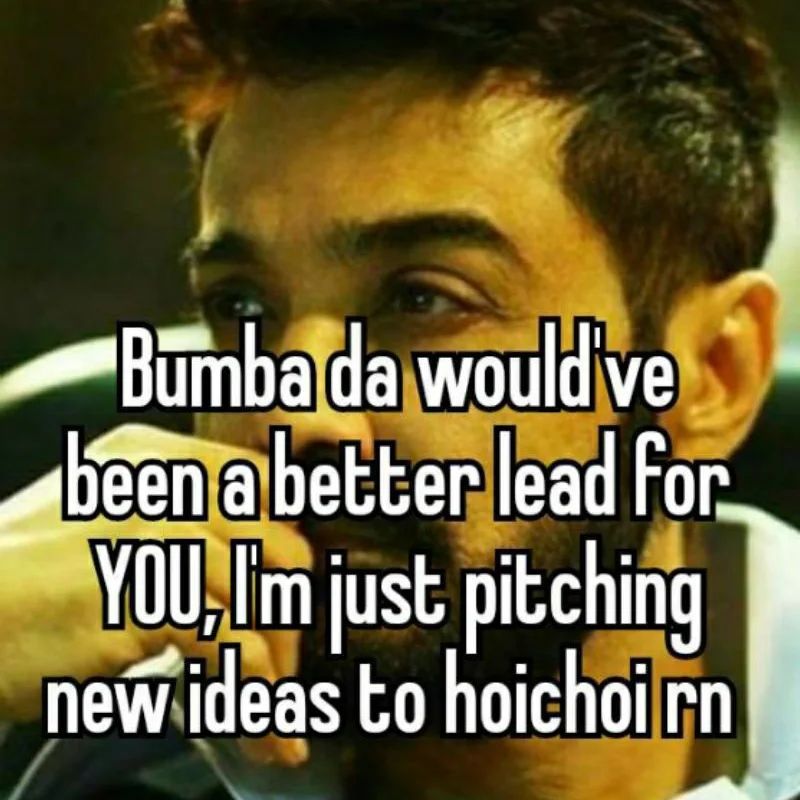 Bumba da would've
been a better lead for
YOU, I'm just pitching
new ideas to hoichoi rn